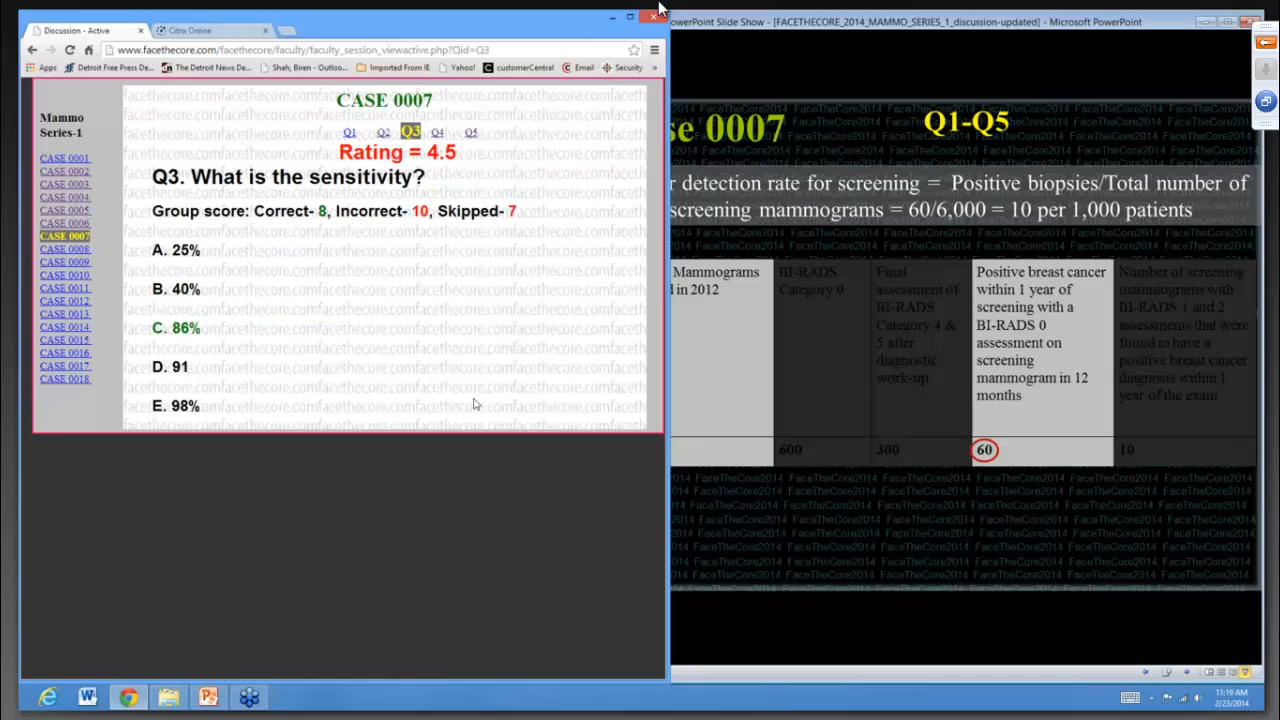 Discussion - Active
Citrix Online
PowerPoint Slide Show - [FACETHECORE_2014_MAMMO_SERIES_1_discussion-updated] - Microsoft PowerPoint
www.facethecore.com/facethecore/faculty/faculty_session_viewactive.php?Qid=Q3
Apps
Detroit Free Press De...
The Detroit News De...
Shah, Biren - Outloo...
Imported From IE
Yahoo!
customerCentral
Email
Security
»
Mammo
Series-1
CASE 0001
CASE 0002
CASE 0003
CASE 0004
CASE 0005
CASE 0006
CASE 0007
CASE 0008
CASE 0009
CASE 0010
CASE 0011
CASE 0012
CASE 0013
CASE 0014
CASE 0015
CASE 0016
CASE 0017
CASE 0018
CASE 0007
Q1 Q2 Q3 Q4 Q5
Rating = 4.5
Q3. What is the sensitivity?
Group score: Correct- 8, Incorrect- 10, Skipped- 7
A. 25%
B. 40%
C. 86%
D. 91
E. 98%
se 0007
Q1-Q5
r detection rate for screening = Positive biopsies/Total number of
screening mammograms = 60/6,000 = 10 per 1,000 patients
Mammograms
d in 2012
BI-RADS
Category 0
Final
assessment of
BI-RADS
Category 4 &
5 after
diagnostic
work-up
Positive breast cancer
within 1 year of
screening with a
BI-RADS 0
assessment on
screening
mammogram in 12
months
Number of screening
mammograms with
BI-RADS 1 and 2
assessments that were
found to have a
positive breast cancer
diagnosis within 1
year of the exam
600
300
60
10
11:19 AM
2/23/2014